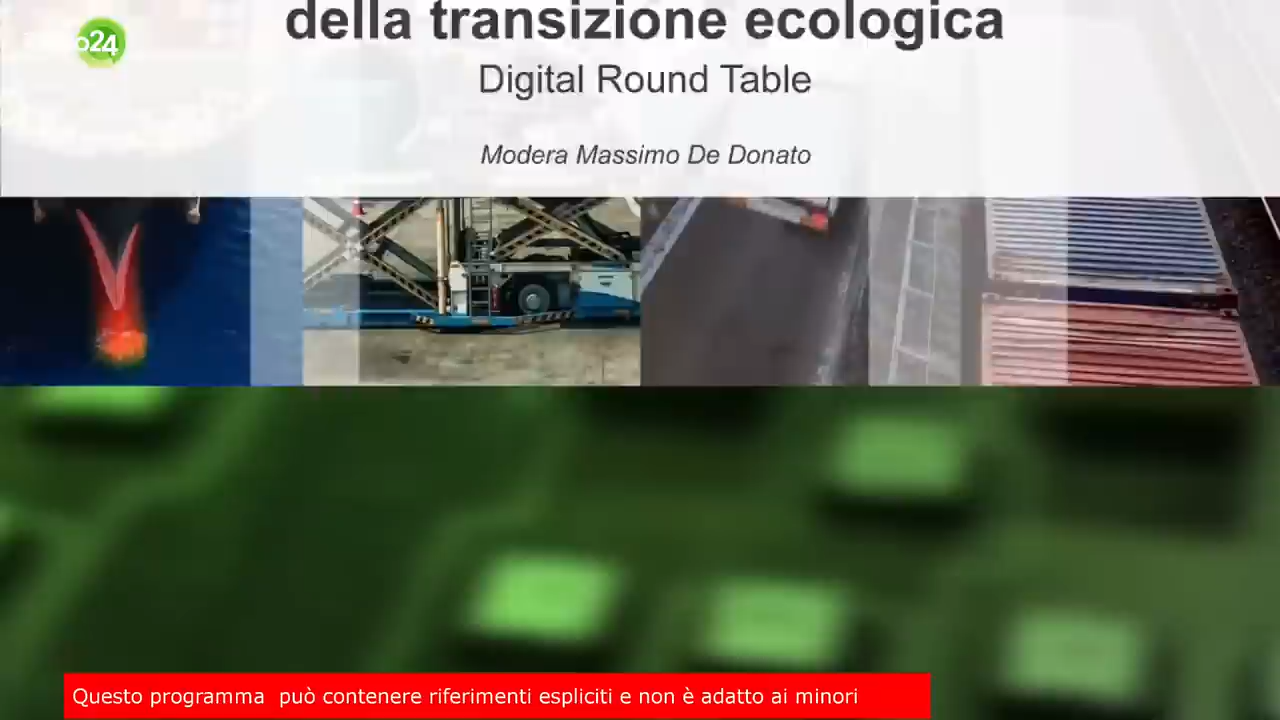 della transizione ecologica
Digital Round Table
Modera Massimo De Donato
Questo programma  può contenere riferimenti espliciti e non è adatto ai minori